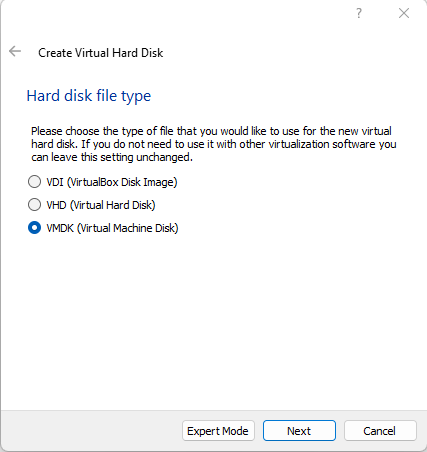 ?
Create Virtual Hard Disk
Hard disk file type
Please choose the type of file that you would like to use for the new virtual
hard disk. If you do not need to use it with other virtualization software you
can leave this setting unchanged.
VDI (VirtualBox Disk Image)
VHD (Virtual Hard Disk)
VMDK (Virtual Machine Disk)
Expert Mode Next Cancel